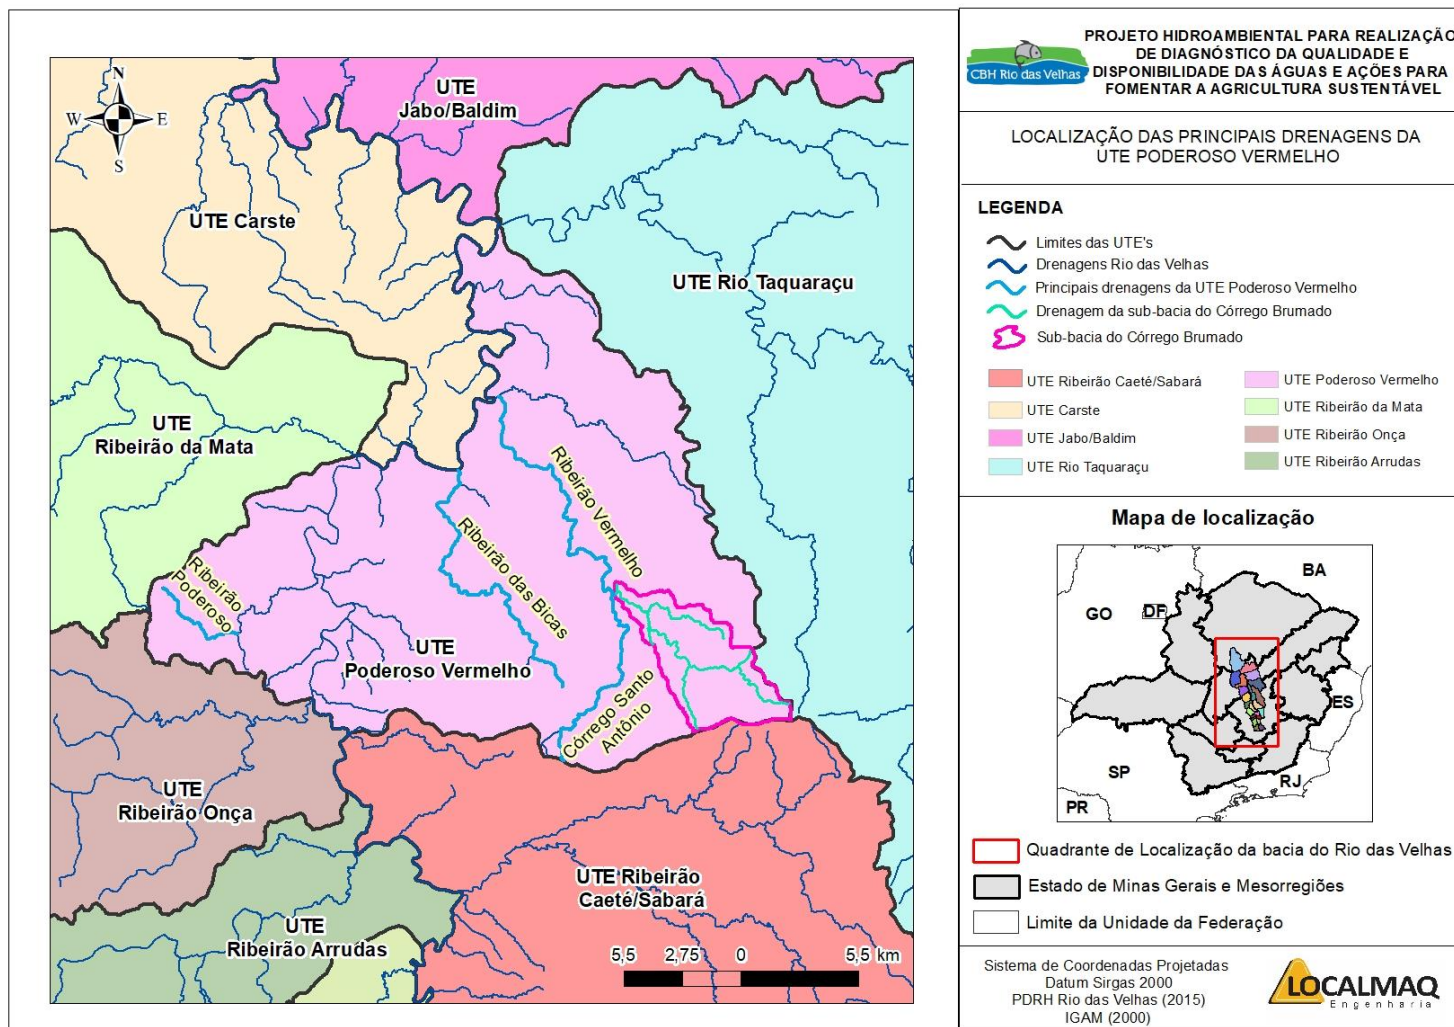 N
W
E
S
UTE
Jabo/Baldim
UTE Carste
UTE Rio Taquaraçu
UTE
Ribeirão da Mata
Ribeirão Vermelho
Ribeirão das Bicas
Ribeirão
Poderoso
UTE
Poderoso Vermelho
Córrego Santo
Antônio
UTE
Ribeirão Onça
UTE Ribeirão
Caeté/Sabará
UTE
Ribeirão Arrudas
5,5 2,75 0 5,5 km
CBH Rio das Velhas
PROJETO HIDROAMBIENTAL PARA REALIZAÇÃO
DE DIAGNÓSTICO DA QUALIDADE E
DISPONIBILIDADE DAS ÁGUAS E AÇÕES PARA
FOMENTAR A AGRICULTURA SUSTENTÁVEL
LOCALIZAÇÃO DAS PRINCIPAIS DRENAGENS DA
UTE PODEROSO VERMELHO
LEGENDA
Limites das UTE's
Drenagens Rio das Velhas
Principais drenagens da UTE Poderoso Vermelho
Drenagem da sub-bacia do Córrego Brumado
Sub-bacia do Córrego Brumado
UTE Ribeirão Caeté/Sabará
UTE Carste
UTE Jabo/Baldim
UTE Rio Taquaraçu
UTE Poderoso Vermelho
UTE Ribeirão da Mata
UTE Ribeirão Onça
UTE Ribeirão Arrudas
Mapa de localização
BA
GO
DF
ES
SP
RJ
PR
Quadrante de Localização da bacia do Rio das Velhas
Estado de Minas Gerais e Mesorregiões
Limite da Unidade da Federação
Sistema de Coordenadas Projetadas
Datum Sirgas 2000
PDRH Rio das Velhas (2015)
IGAM (2000)
LOCALMAQ
Engenharia